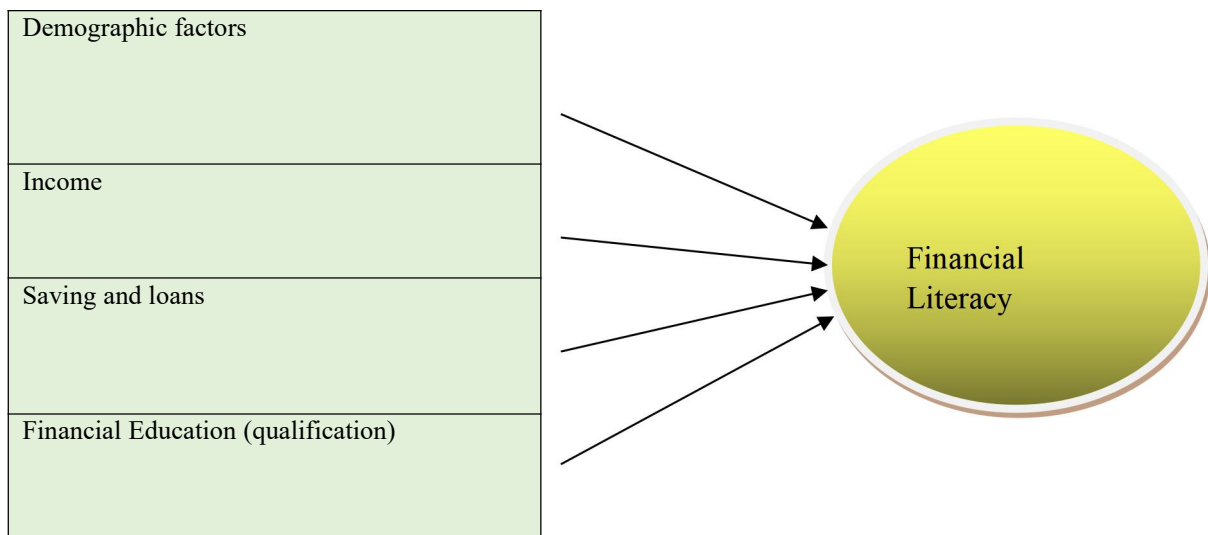 Demographic factors
Income
Saving and loans
Financial Education (qualification)
Financial
Literacy